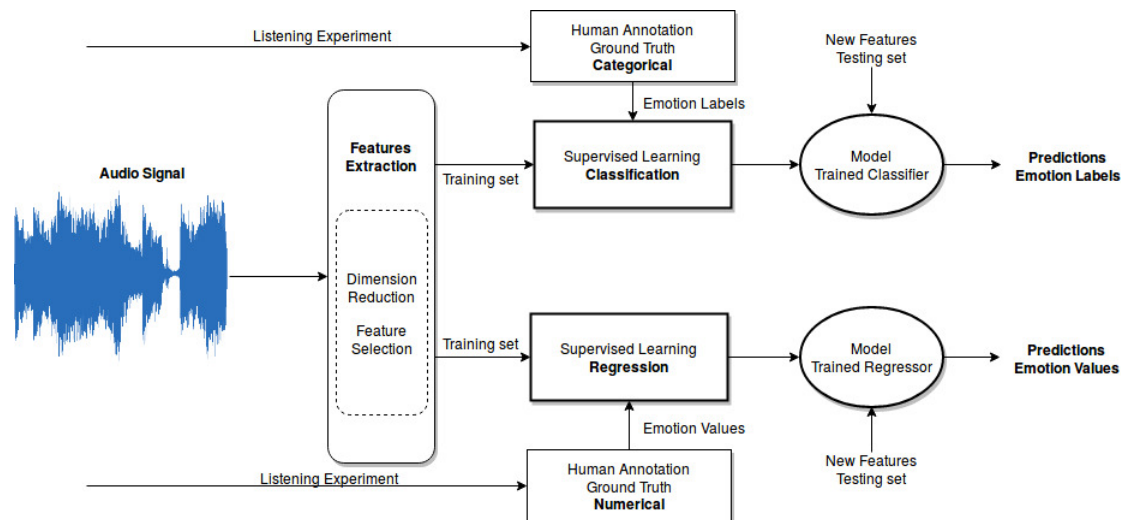 Listening Experiment
Human Annotation
Ground Truth
Categorical
New Features
Testing set
Emotion Labels
Features
Extraction
Audio Signal
Training set
Supervised Learning
Classification
Model
Trained Classifier
Predictions
Emotion Labels
Dimension
Reduction
Feature
Selection
Training set
Supervised Learning
Regression
Model
Trained Regressor
Predictions
Emotion Values
Emotion Values
Listening Experiment
Human Annotation
Ground Truth
Numerical
New Features
Testing set